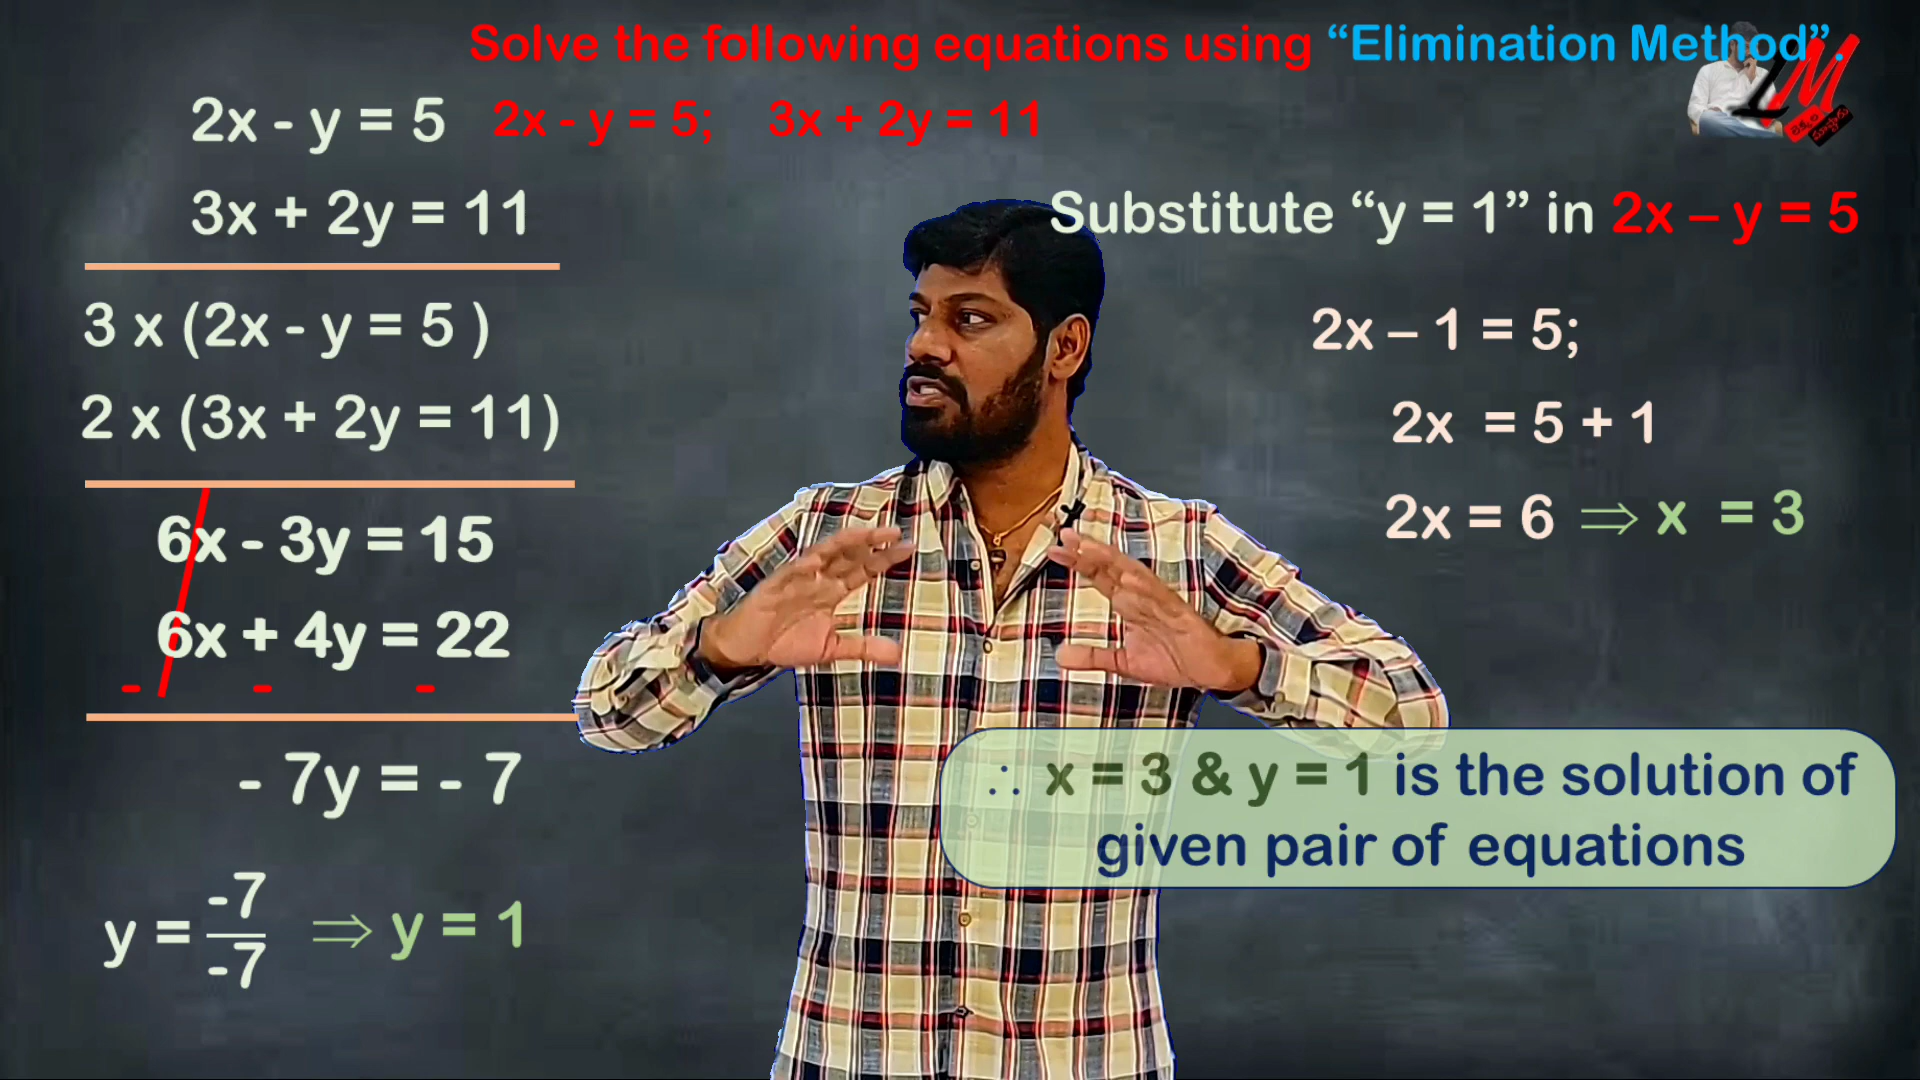 Solve the following equations using “Elimination Method”.
2x - y = 5; 3x + 2y = 11
2x - y = 5
3x + 2y = 11
3 x (2x - y = 5 )
2 x (3x + 2y = 11)
6x - 3y = 15
6x + 4y = 22
- - -
- 7y = - 7
y = -7/-7 ⇒ y = 1
Substitute “y = 1” in 2x – y = 5
2x – 1 = 5;
2x = 5 + 1
2x = 6 ⇒ x = 3
∴ x = 3 & y = 1 is the solution of
given pair of equations
LM